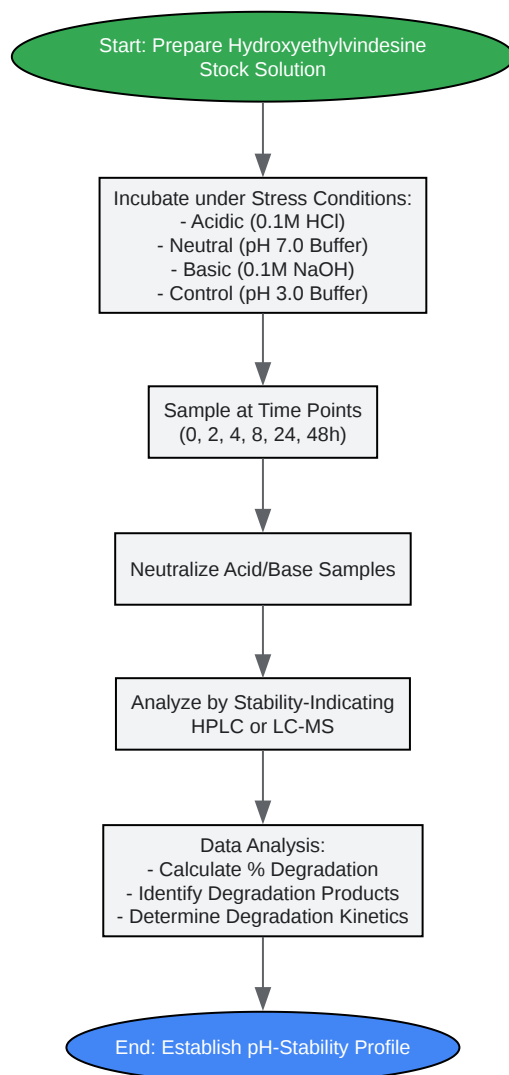 Start: Prepare Hydroxyethylvindesine
Stock Solution
Incubate under Stress Conditions:
- Acidic (0.1M HCl)
- Neutral (pH 7.0 Buffer)
- Basic (0.1M NaOH)
- Control (pH 3.0 Buffer)
Sample at Time Points
(0, 2, 4, 8, 24, 48h)
Neutralize Acid/Base Samples
Analyze by Stability-Indicating
HPLC or LC-MS
Data Analysis:
- Calculate % Degradation
- Identify Degradation Products
- Determine Degradation Kinetics
End: Establish pH-Stability Profile